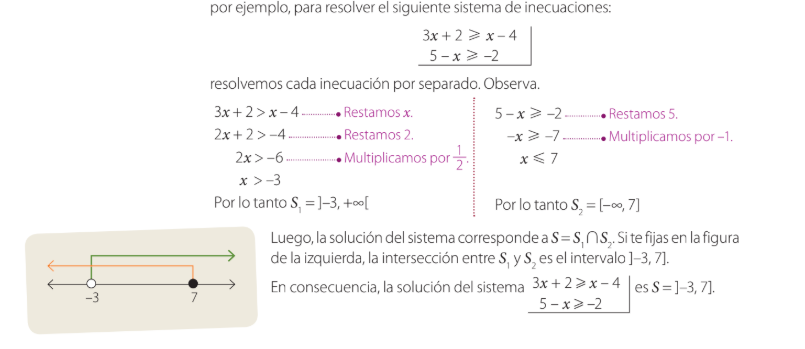 por ejemplo, para resolver el siguiente sistema de inecuaciones:
3x + 2 ⩾ x – 4
5 – x ⩾ –2
resolvemos cada inecuación por separado. Observa.
3x + 2 > x – 4 Restamos x.
2x + 2 > –4 Restamos 2.
2x > –6 Multiplicamos por 1/2.
x > –3
Por lo tanto S₁ = ]–3, +∞[
5 – x ⩾ –2 Restamos 5.
–x ⩾ –7 Multiplicamos por –1.
x ⩽ 7
Por lo tanto S₂ = [–∞, 7]
Luego, la solución del sistema corresponde a S = S₁⋂S₂. Si te fijas en la figura
de la izquierda, la intersección entre S₁ y S₂ es el intervalo ]–3, 7].
En consecuencia, la solución del sistema 3x + 2 ⩾ x – 4
5 – x ⩾ –2 es S = ]–3, 7].
–3 7